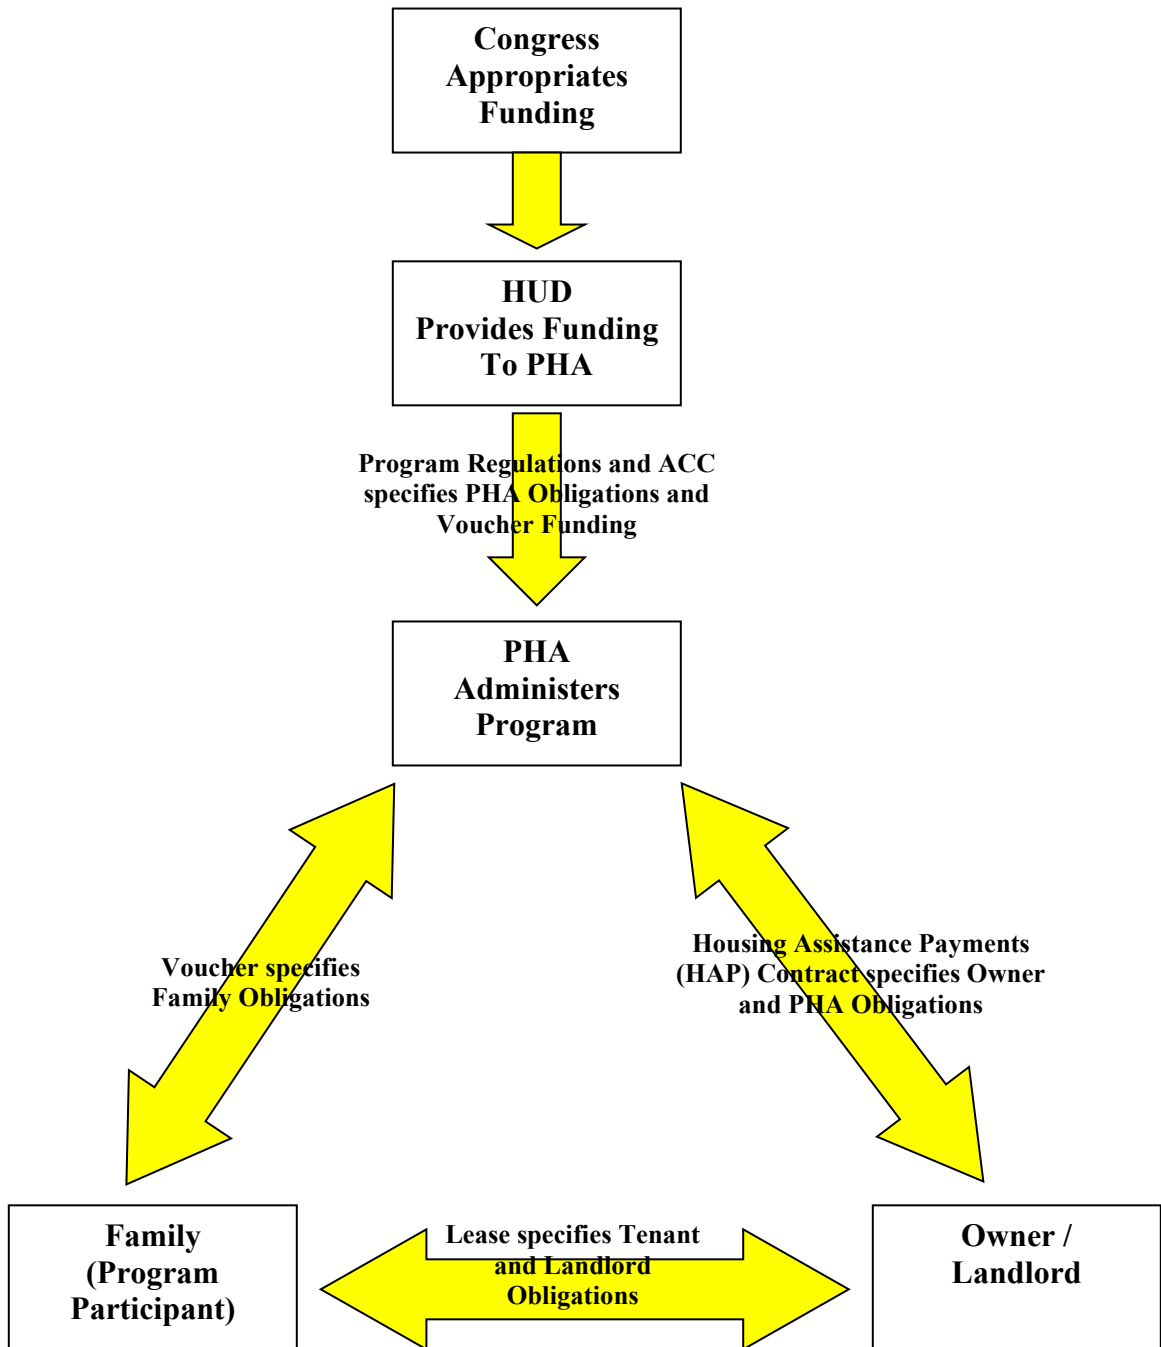 Congress
Appropriates
Funding
HUD
Provides Funding
To PHA
Program Regulations and ACC
specifies PHA Obligations and
Voucher Funding
PHA
Administers
Program
Voucher specifies
Family Obligations
Housing Assistance Payments
(HAP) Contract specifies Owner
and PHA Obligations
Family
(Program
Participant)
Lease specifies Tenant
and Landlord
Obligations
Owner /
Landlord